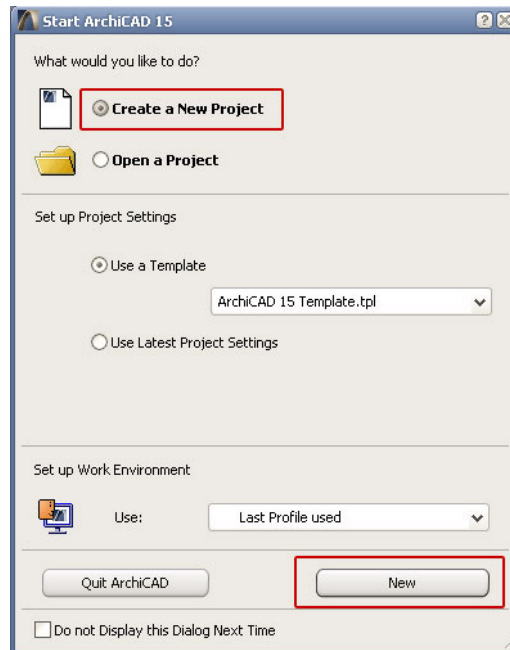 Start ArchiCAD 15
What would you like to do?
Create a New Project
Open a Project
Set up Project Settings
Use a Template
ArchiCAD 15 Template.tpl
Use Latest Project Settings
Set up Work Environment
Use: Last Profile used
Quit ArchiCAD New
Do not Display this Dialog Next Time